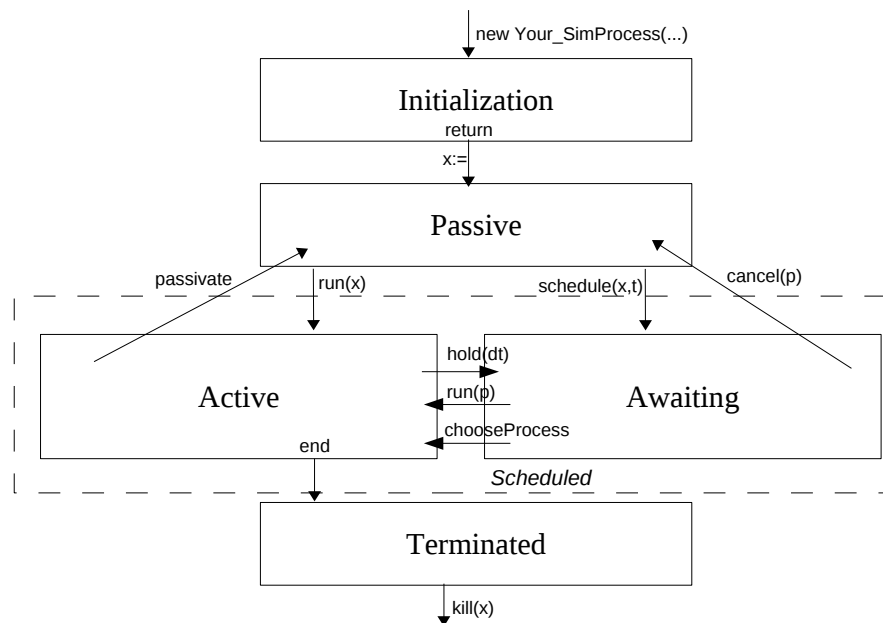 new Your_SimProcess(...)
Initialization
return
x:=
Passive
passivate
run(x)
schedule(x,t)
cancel(p)
hold(dt)
Active
run(p)
Awaiting
chooseProcess
end
Scheduled
Terminated
kill(x)